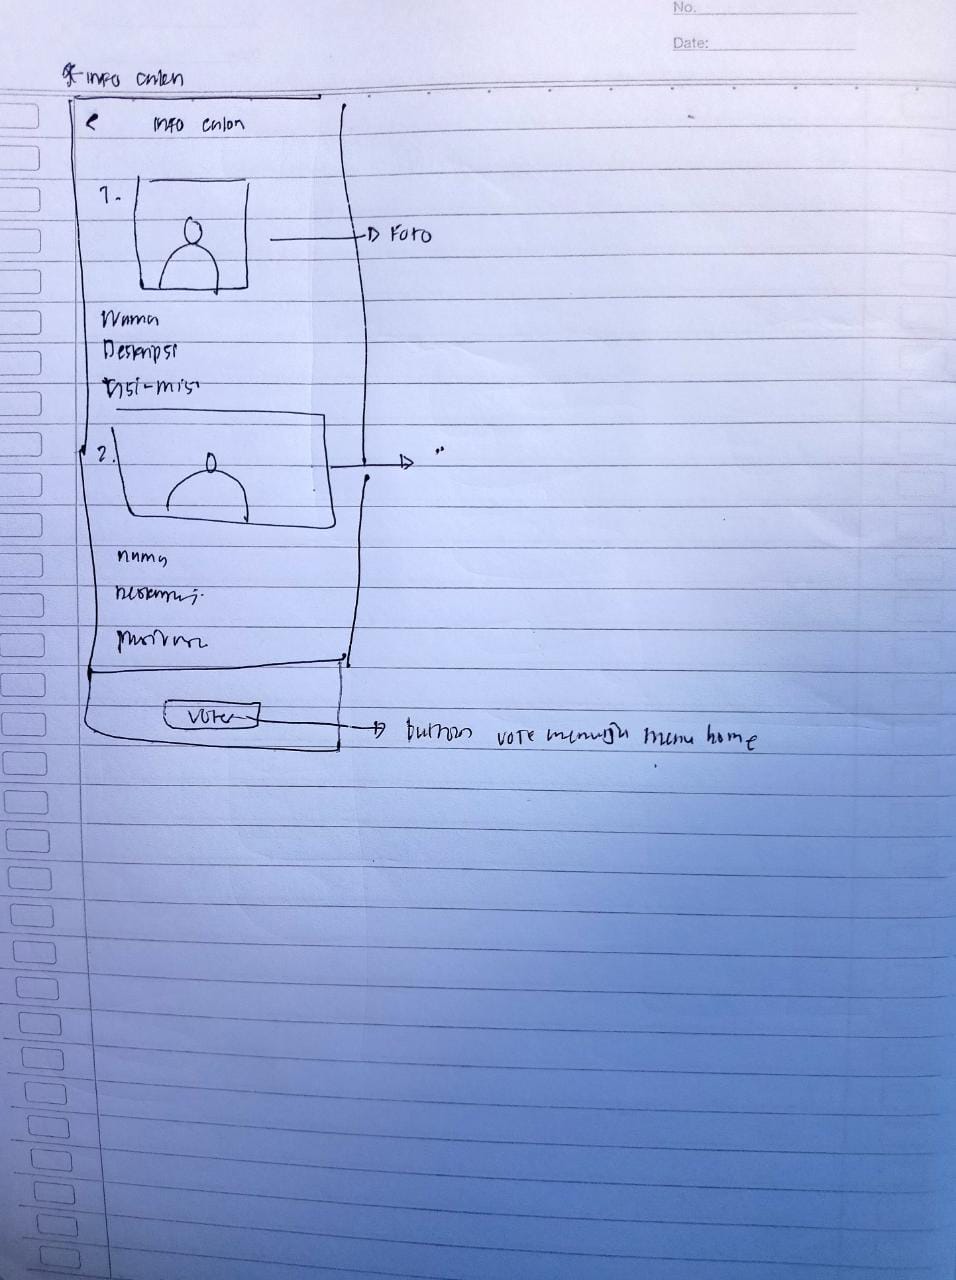 No.
Date:
* Info calon
< Info calon
1.
→ Foto
Nama
Deskripsi
Visi-misi
2.
→ "
nama
Deskripsi
Vote
→ button vote menuju menu home